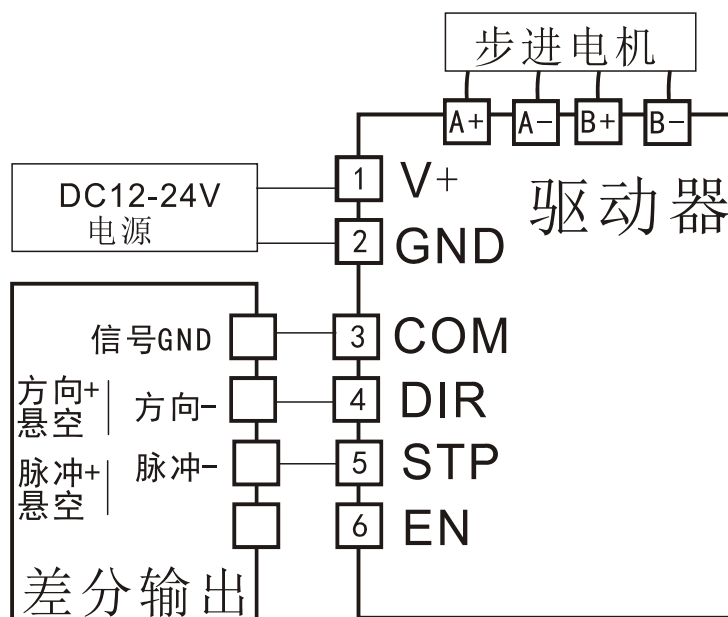 步进电机
A+ A- B+ B-
1 V+
驱动器
DC12-24V
电源
2 GND
信号GND
3 COM
方向+
悬空
方向-
4 DIR
脉冲+
悬空
脉冲-
5 STP
6 EN
差分输出